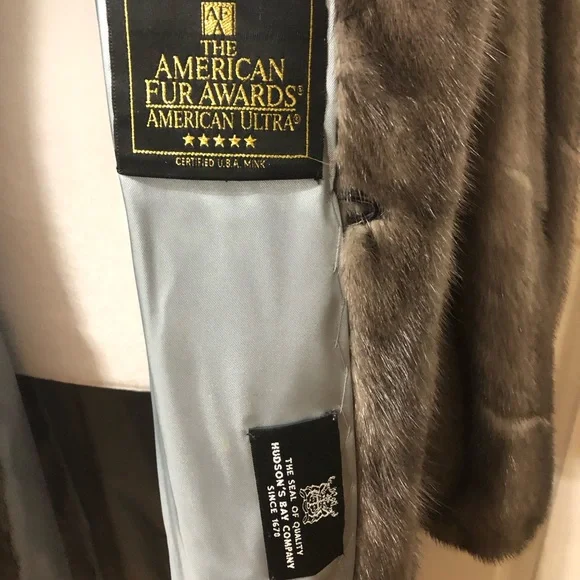 AFA
THE
AMERICAN
FUR AWARDS®
AMERICAN ULTRA®
★★★★★
· CERTIFIED U.S.A. MINK ·
THE SEAL OF QUALITY
HUDSON'S BAY COMPANY
SINCE 1670